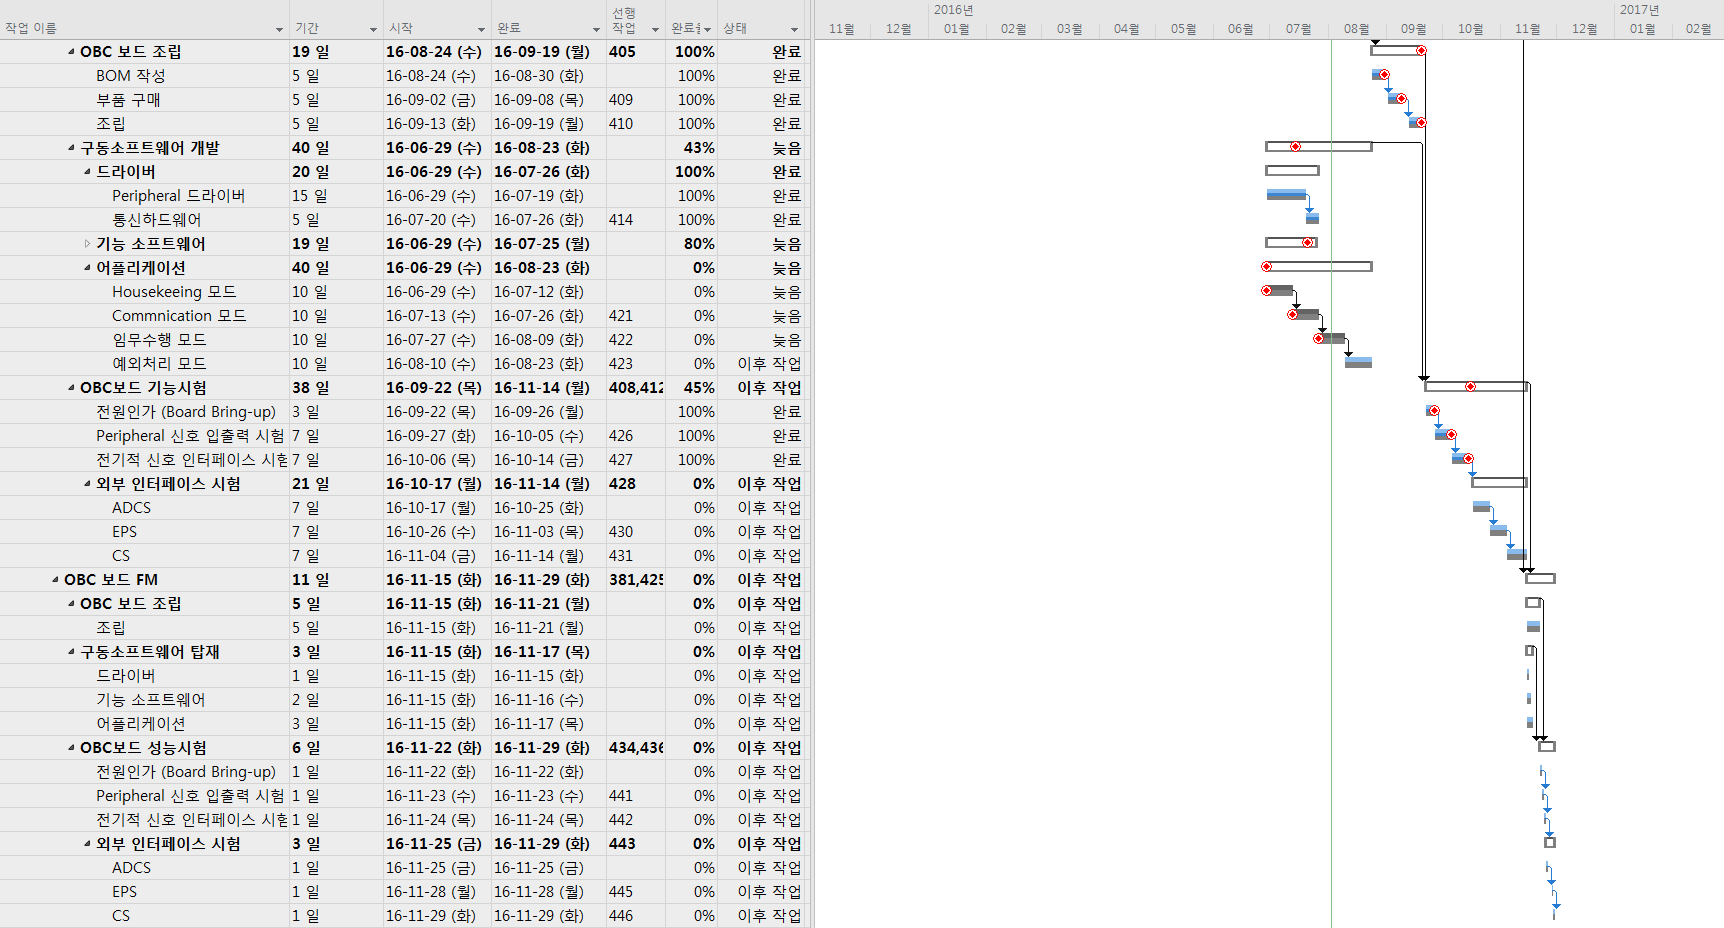 2016년 2017년
작업 이름 기간 시작 완료 선행 작업 완료율 상태 11월 12월 01월 02월 03월 04월 05월 06월 07월 08월 09월 10월 11월 12월 01월 02월
OBC 보드 조립 19 일 16-08-24 (수) 16-09-19 (월) 405 100% 완료
BOM 작성 5 일 16-08-24 (수) 16-08-30 (화) 100% 완료
부품 구매 5 일 16-09-02 (금) 16-09-08 (목) 409 100% 완료
조립 5 일 16-09-13 (화) 16-09-19 (월) 410 100% 완료
구동소프트웨어 개발 40 일 16-06-29 (수) 16-08-23 (화) 43% 늦음
드라이버 20 일 16-06-29 (수) 16-07-26 (화) 100% 완료
Peripheral 드라이버 15 일 16-06-29 (수) 16-07-19 (화) 100% 완료
통신하드웨어 5 일 16-07-20 (수) 16-07-26 (화) 414 100% 완료
기능 소프트웨어 19 일 16-06-29 (수) 16-07-25 (월) 80% 늦음
어플리케이션 40 일 16-06-29 (수) 16-08-23 (화) 0% 늦음
Housekeeing 모드 10 일 16-06-29 (수) 16-07-12 (화) 0% 늦음
Commnication 모드 10 일 16-07-13 (수) 16-07-26 (화) 421 0% 늦음
임무수행 모드 10 일 16-07-27 (수) 16-08-09 (화) 422 0% 늦음
예외처리 모드 10 일 16-08-10 (수) 16-08-23 (화) 423 0% 이후 작업
OBC보드 기능시험 38 일 16-09-22 (목) 16-11-14 (월) 408,412 45% 이후 작업
전원인가 (Board Bring-up) 3 일 16-09-22 (목) 16-09-26 (월) 100% 완료
Peripheral 신호 입출력 시험 7 일 16-09-27 (화) 16-10-05 (수) 426 100% 완료
전기적 신호 인터페이스 시험 7 일 16-10-06 (목) 16-10-14 (금) 427 100% 완료
외부 인터페이스 시험 21 일 16-10-17 (월) 16-11-14 (월) 428 0% 이후 작업
ADCS 7 일 16-10-17 (월) 16-10-25 (화) 0% 이후 작업
EPS 7 일 16-10-26 (수) 16-11-03 (목) 430 0% 이후 작업
CS 7 일 16-11-04 (금) 16-11-14 (월) 431 0% 이후 작업
OBC 보드 FM 11 일 16-11-15 (화) 16-11-29 (화) 381,425 0% 이후 작업
OBC 보드 조립 5 일 16-11-15 (화) 16-11-21 (월) 0% 이후 작업
조립 5 일 16-11-15 (화) 16-11-21 (월) 0% 이후 작업
구동소프트웨어 탑재 3 일 16-11-15 (화) 16-11-17 (목) 0% 이후 작업
드라이버 1 일 16-11-15 (화) 16-11-15 (화) 0% 이후 작업
기능 소프트웨어 2 일 16-11-15 (화) 16-11-16 (수) 0% 이후 작업
어플리케이션 3 일 16-11-15 (화) 16-11-17 (목) 0% 이후 작업
OBC보드 성능시험 6 일 16-11-22 (화) 16-11-29 (화) 434,436 0% 이후 작업
전원인가 (Board Bring-up) 1 일 16-11-22 (화) 16-11-22 (화) 0% 이후 작업
Peripheral 신호 입출력 시험 1 일 16-11-23 (수) 16-11-23 (수) 441 0% 이후 작업
전기적 신호 인터페이스 시험 1 일 16-11-24 (목) 16-11-24 (목) 442 0% 이후 작업
외부 인터페이스 시험 3 일 16-11-25 (금) 16-11-29 (화) 443 0% 이후 작업
ADCS 1 일 16-11-25 (금) 16-11-25 (금) 0% 이후 작업
EPS 1 일 16-11-28 (월) 16-11-28 (월) 445 0% 이후 작업
CS 1 일 16-11-29 (화) 16-11-29 (화) 446 0% 이후 작업